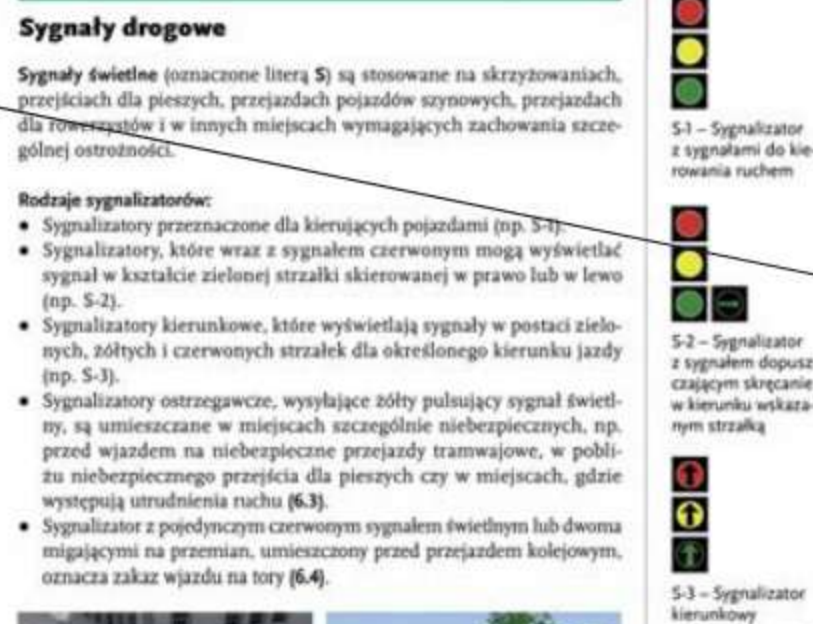 Sygnały drogowe
Sygnały świetlne (oznaczone literą S) są stosowane na skrzyżowaniach,
przejściach dla pieszych, przejazdach pojazdów szynowych, przejazdach
dla rowerzystów i w innych miejscach wymagających zachowania szcze-
gólnej ostrożności.
Rodzaje sygnalizatorów:
• Sygnalizatory przeznaczone dla kierujących pojazdami (np. S-1).
• Sygnalizatory, które wraz z sygnałem czerwonym mogą wyświetlać
sygnał w kształcie zielonej strzałki skierowanej w prawo lub w lewo
(np. S-2).
• Sygnalizatory kierunkowe, które wyświetlają sygnały w postaci zielo-
nych, żółtych i czerwonych strzałek dla określonego kierunku jazdy
(np. S-3).
• Sygnalizatory ostrzegawcze, wysyłające żółty pulsujący sygnał świetl-
ny, są umieszczane w miejscach szczególnie niebezpiecznych, np.
przed wjazdem na niebezpieczne przejazdy tramwajowe, w pobli-
żu niebezpiecznego przejścia dla pieszych czy w miejscach, gdzie
występują utrudnienia ruchu (6.3).
• Sygnalizator z pojedynczym czerwonym sygnałem świetlnym lub dwoma
migającymi na przemian, umieszczony przed przejazdem kolejowym,
oznacza zakaz wjazdu na tory (6.4).
S-1 – Sygnalizator
z sygnałami do kie-
rowania ruchem
S-2 – Sygnalizator
z sygnałem dopusz
czającym skręcanie
w kierunku wskaza-
nym strzałką
S-3 – Sygnalizator
kierunkowy